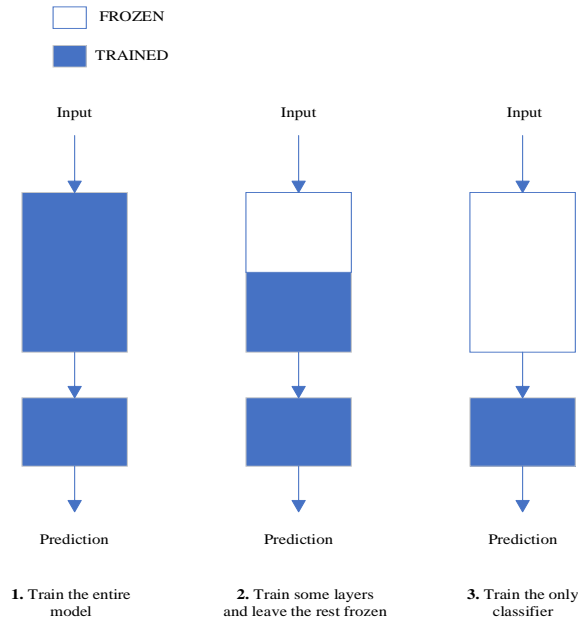 FROZEN
TRAINED
Input
Input
Input
Prediction
Prediction
Prediction
1. Train the entire
model
2. Train some layers
and leave the rest frozen
3. Train the only
classifier